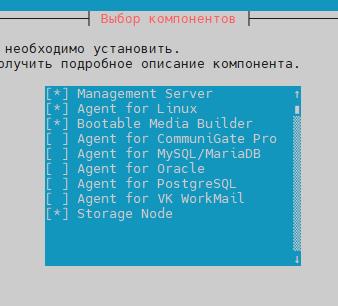 Выбор компонентов
необходимо установить.
олучить подробное описание компонента.
[*] Management Server
[*] Agent for Linux
[*] Bootable Media Builder
[ ] Agent for CommuniGate Pro
[ ] Agent for MySQL/MariaDB
[ ] Agent for Oracle
[ ] Agent for PostgreSQL
[ ] Agent for VK WorkMail
[*] Storage Node